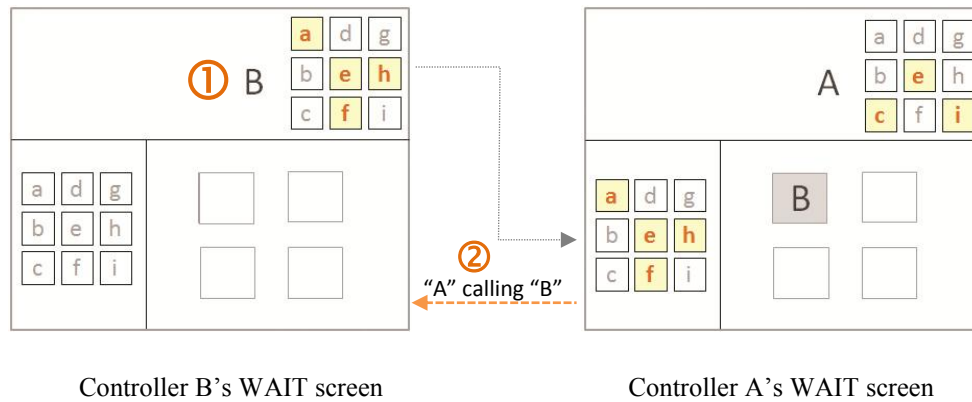 a d g
① B b e h
c f i
a d g
b e h
c f i
a d g
A b e h
c f i
a d g
b e h
c f i
B
②
“A” calling “B”
Controller B’s WAIT screen
Controller A’s WAIT screen